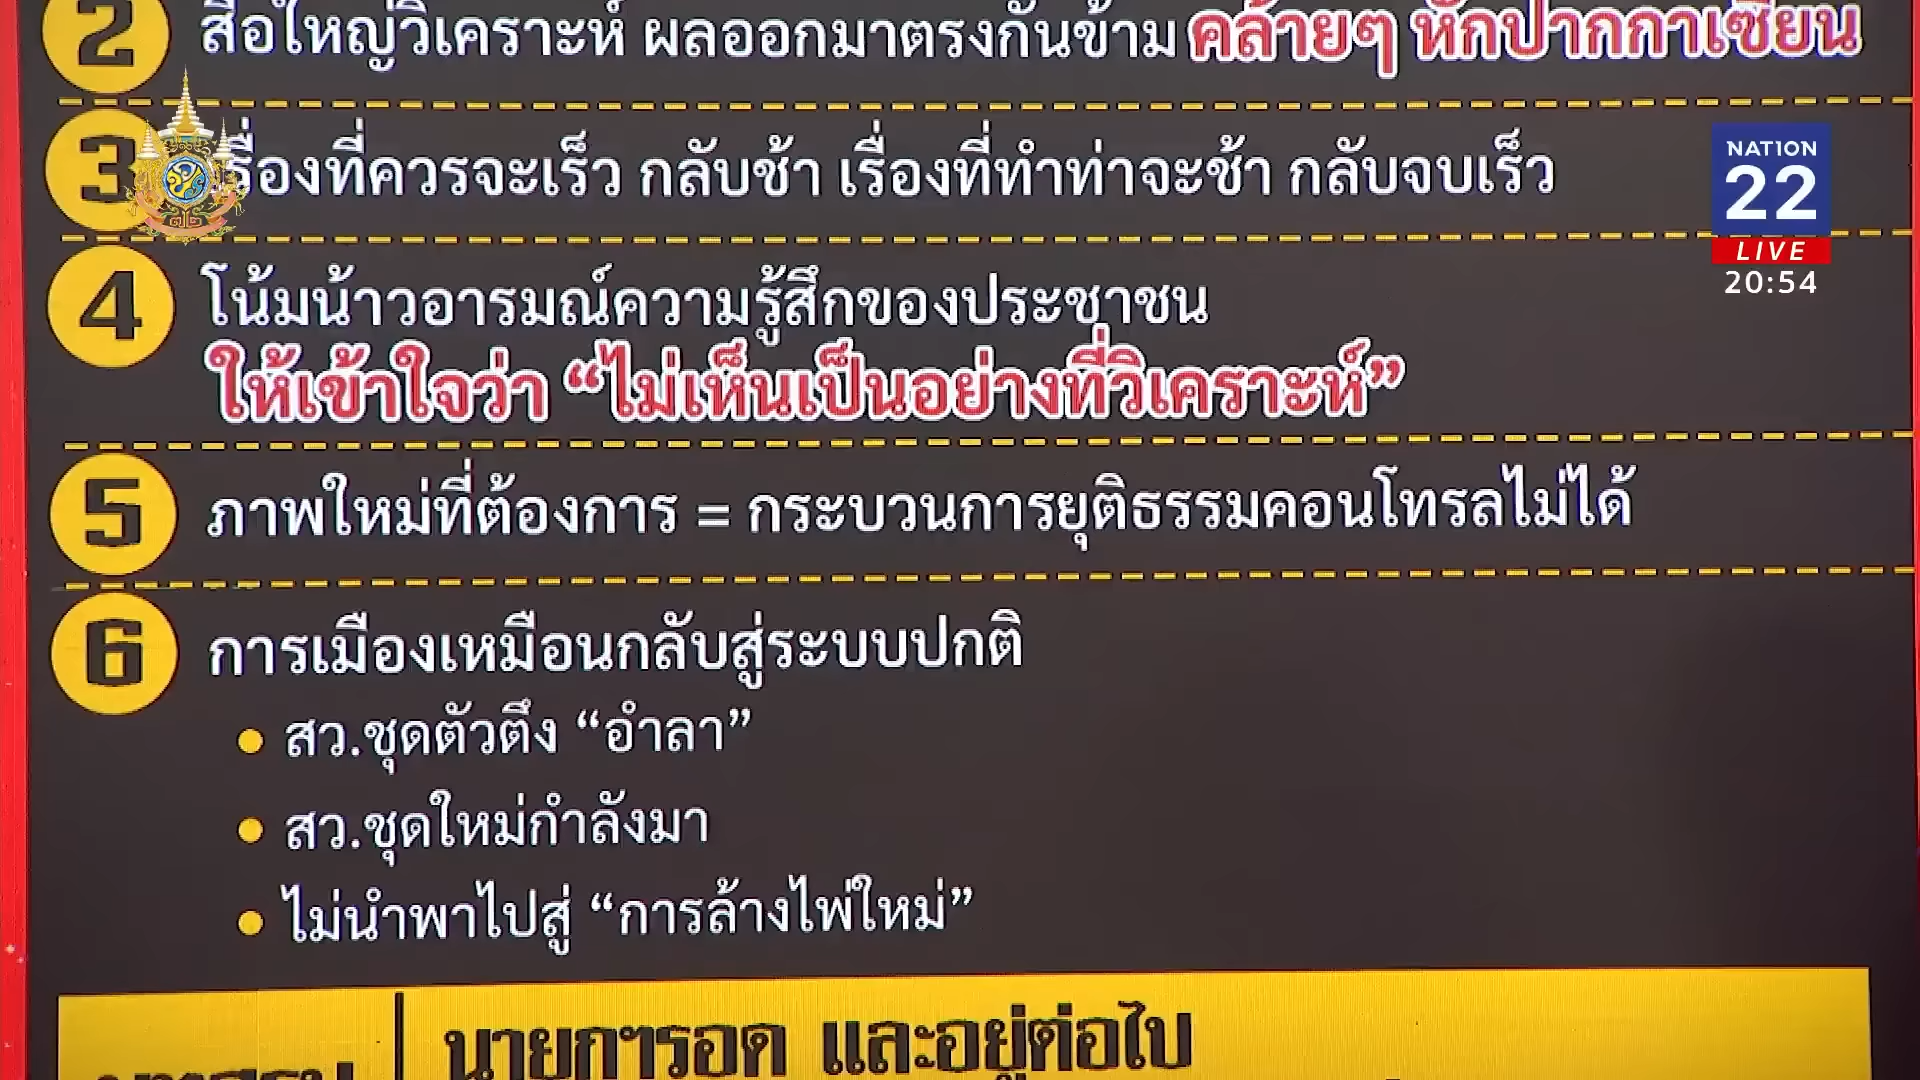 2 สื่อใหญ่วิเคราะห์ ผลออกมาตรงกันข้าม คล้ายๆ หักปากกาเซียน
3 เรื่องที่ควรจะเร็ว กลับช้า เรื่องที่ทำท่าจะช้า กลับจบเร็ว
NATION
22
LIVE
20:54
4 โน้มน้าวอารมณ์ความรู้สึกของประชาชน
ให้เข้าใจว่า “ไม่เห็นเป็นอย่างที่วิเคราะห์”
5 ภาพใหม่ที่ต้องการ = กระบวนการยุติธรรมคอนโทรลไม่ได้
6 การเมืองเหมือนกลับสู่ระบบปกติ
• สว.ชุดตัวตึง “อำลา”
• สว.ชุดใหม่กำลังมา
• ไม่นำพาไปสู่ “การล้างไพ่ใหม่”
นายกฯรอด และอยู่ต่อไป